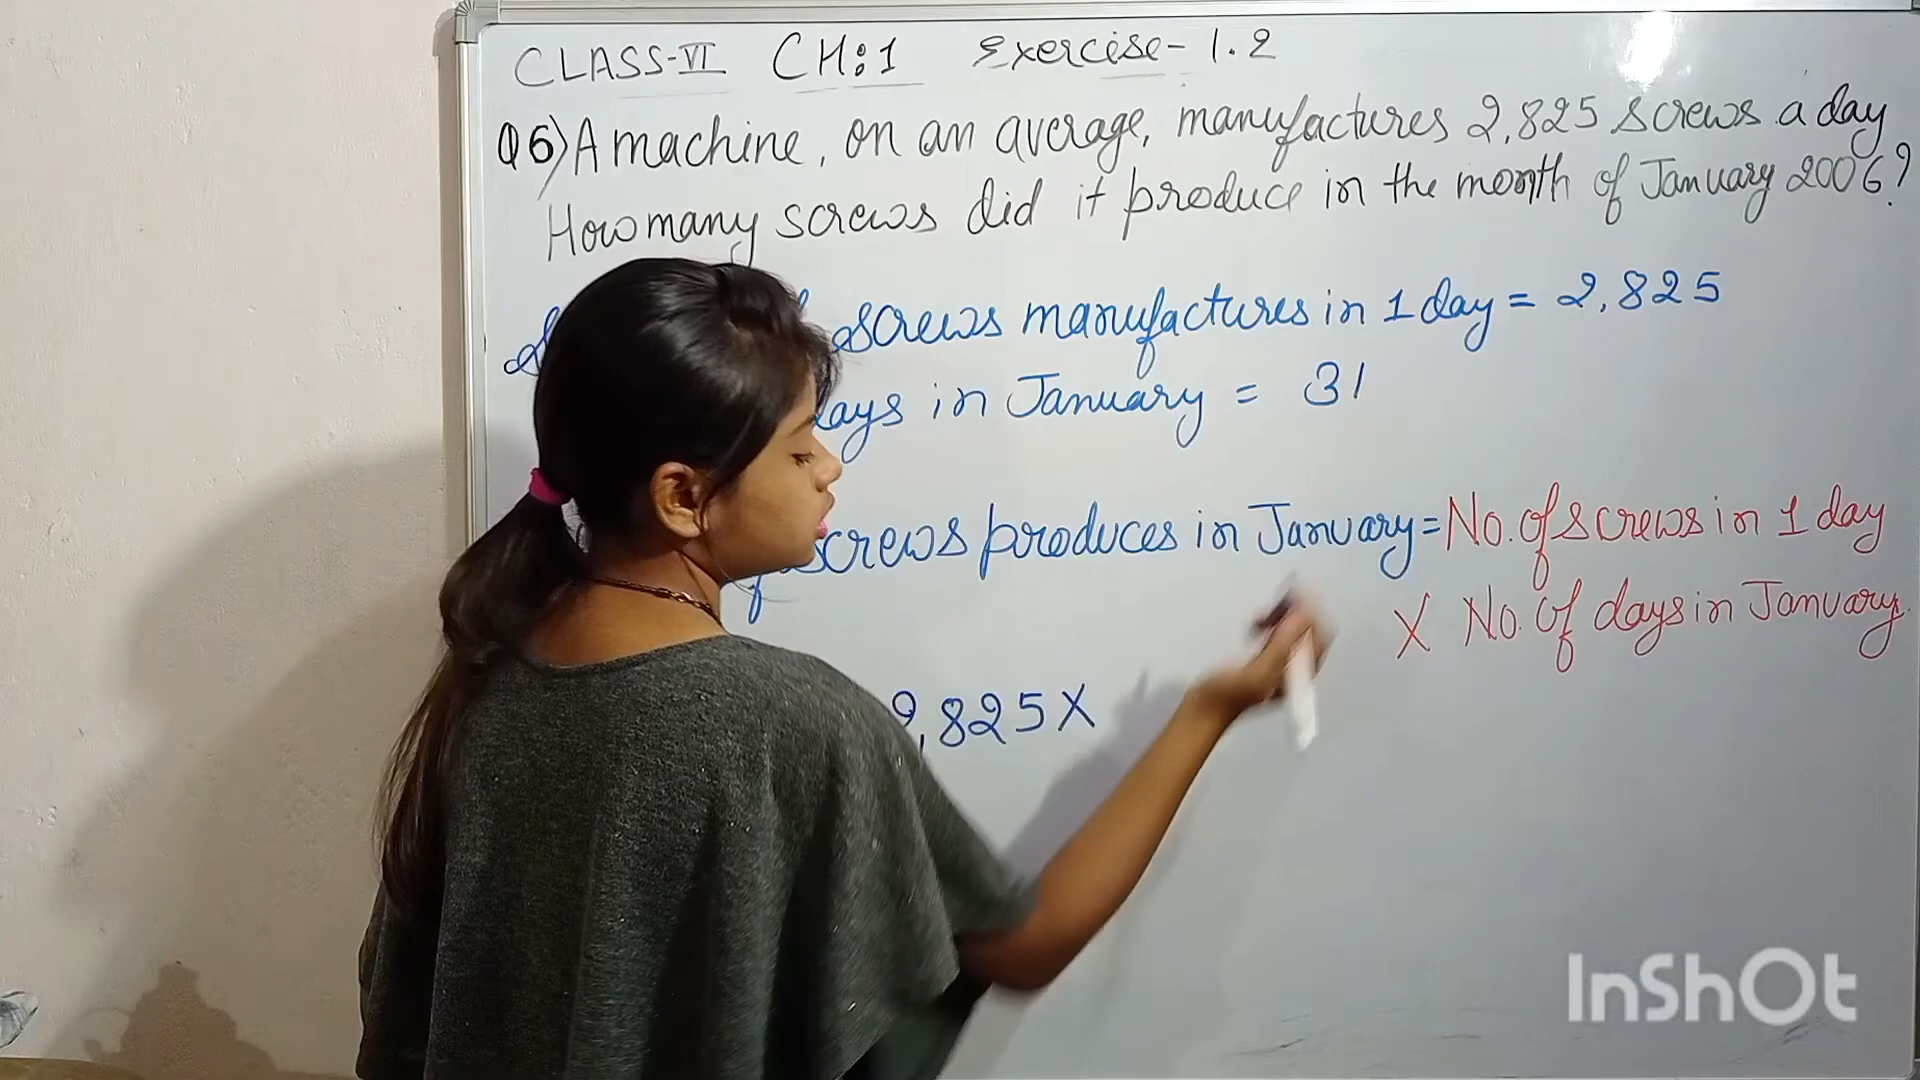 CLASS-VI CH:1 Exercise-1.2
Q6) A machine, on an average, manufactures 2,825 screws a day
How many screws did it produce in the month of January 2006?
screws manufactures in 1 day = 2,825
days in January = 31
screws produces in January = No. of screws in 1 day
X No. of days in January.
2,825 X
InShOt